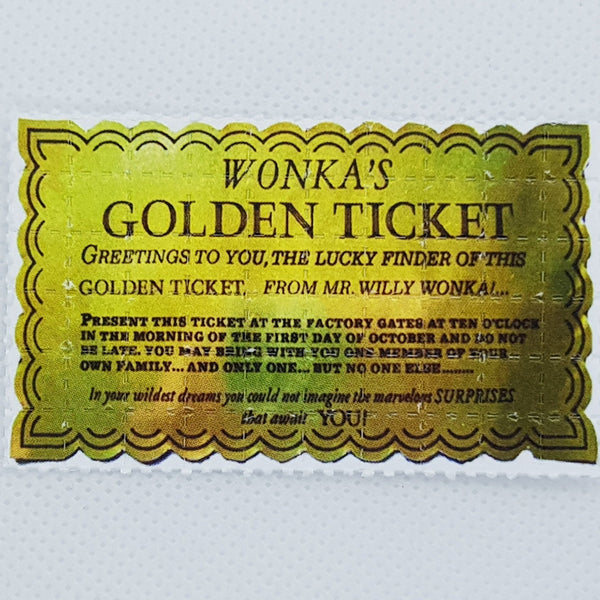 WONKA'S
GOLDEN TICKET
GREETINGS TO YOU, THE LUCKY FINDER OF THIS
GOLDEN TICKET, FROM MR. WILLY WONKA!...
PRESENT THIS TICKET AT THE FACTORY GATES AT TEN O'CLOCK
IN THE MORNING OF THE FIRST DAY OF OCTOBER AND DO NOT
BE LATE. YOU MAY BRING WITH YOU ONE MEMBER OF YOUR
OWN FAMILY... AND ONLY ONE... BUT NO ONE ELSE........
In your wildest dreams you could not imagine the marvelous SURPRISES
that await YOU!